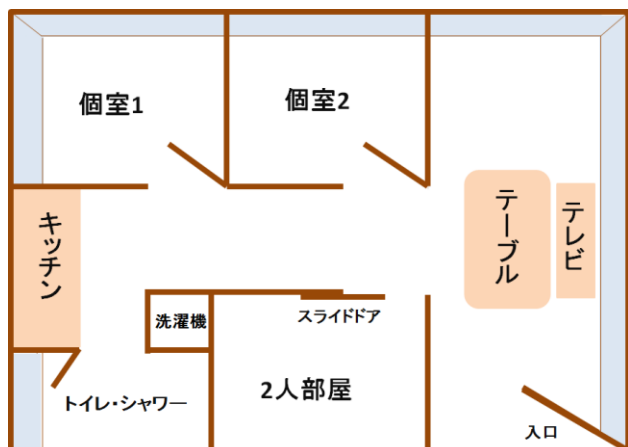 個室1
個室2
キッチン
テーブル
テレビ
洗濯機
スライドドア
トイレ・シャワー
2人部屋
入口